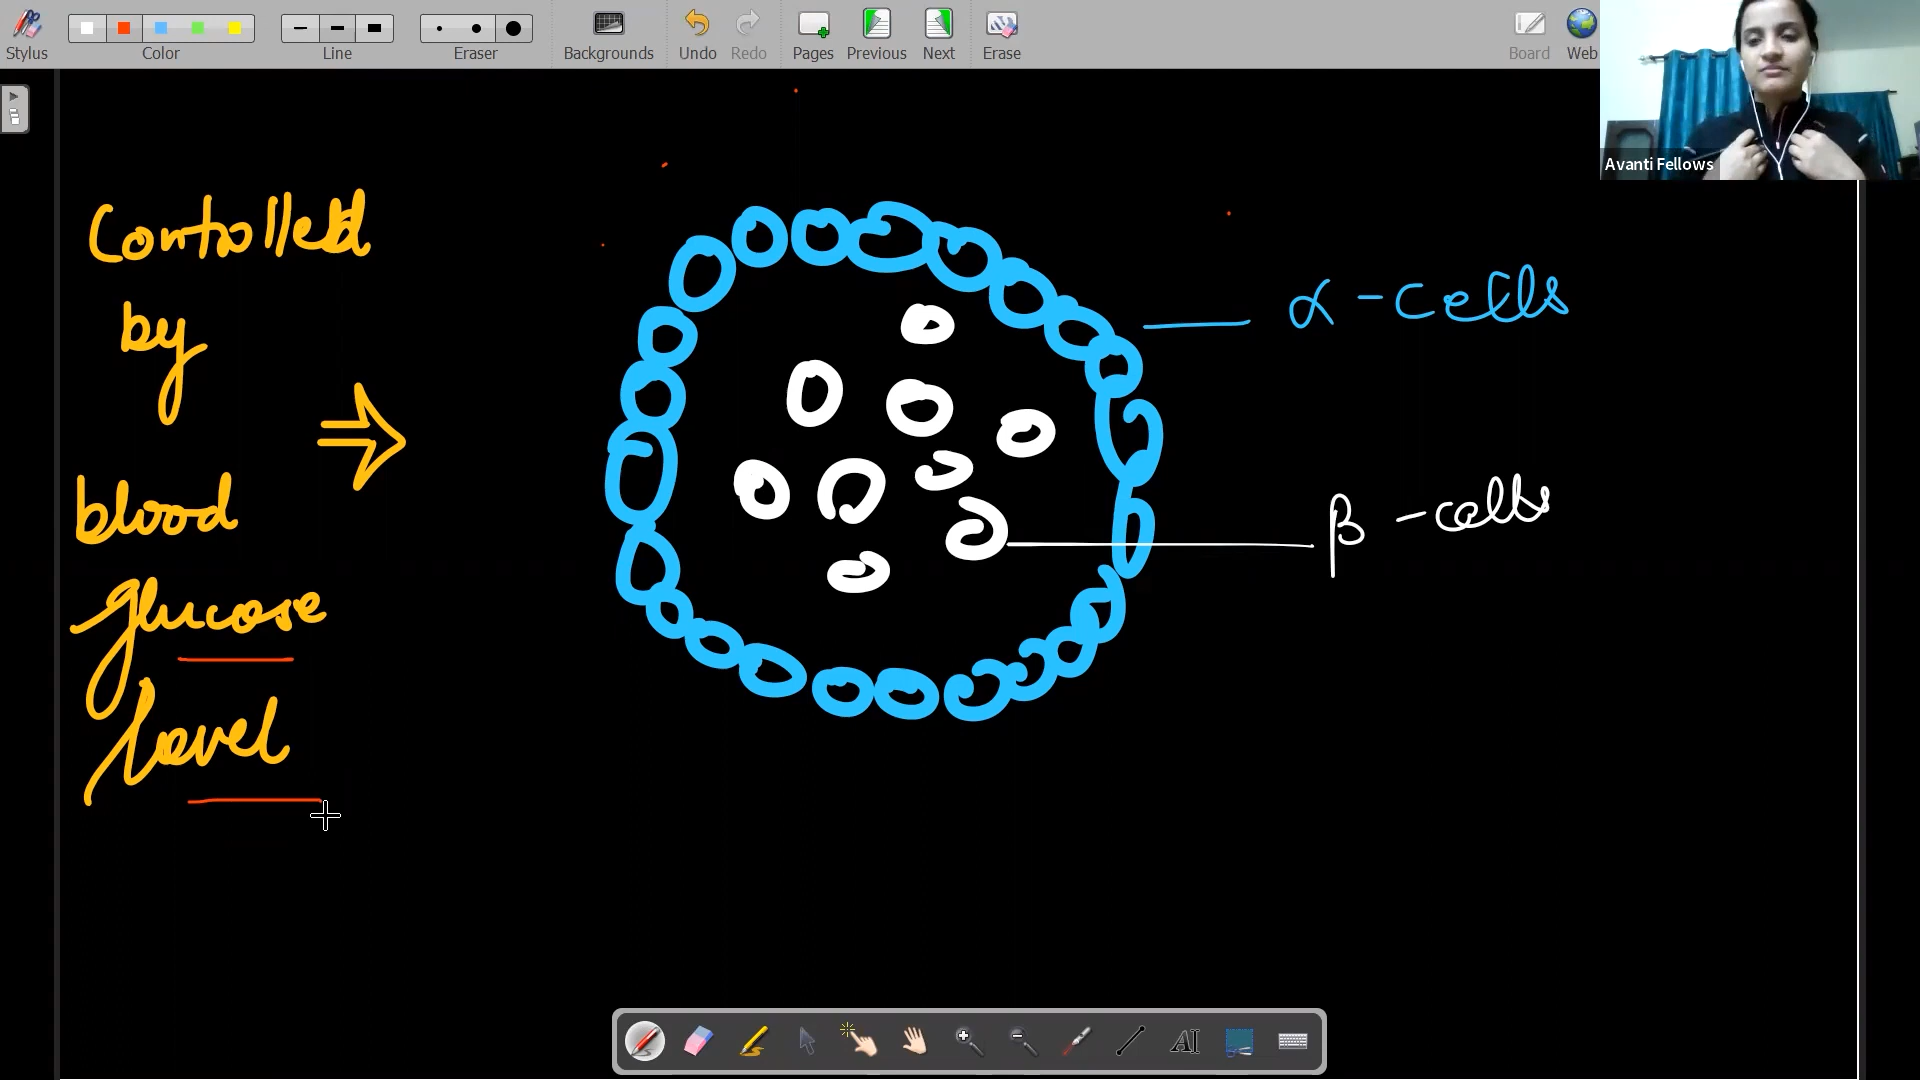 Stylus Color Line Eraser Backgrounds Undo Redo Pages Previous Next Erase Board Web
Avanti Fellows
Controlled
by
blood
glucose
level
α - cells
β - cells